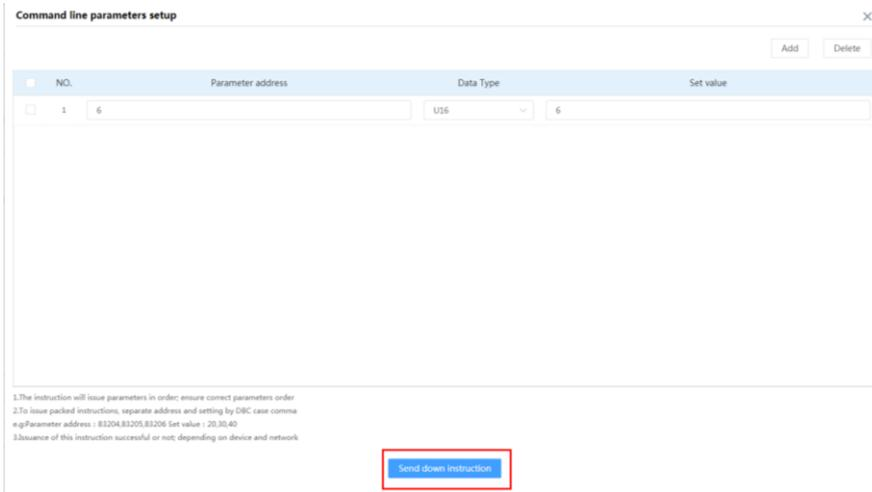 Command line parameters setup
Add Delete
NO. Parameter address Data Type Set value
1 6 U16 6
1.The instruction will issue parameters in order; ensure correct parameters order
2.To issue packed instructions, separate address and setting by DBC case comma
e.g:Parameter address : 83204,83205,83206 Set value : 20,30,40
3.Issuance of this instruction successful or not; depending on device and network
Send down instruction